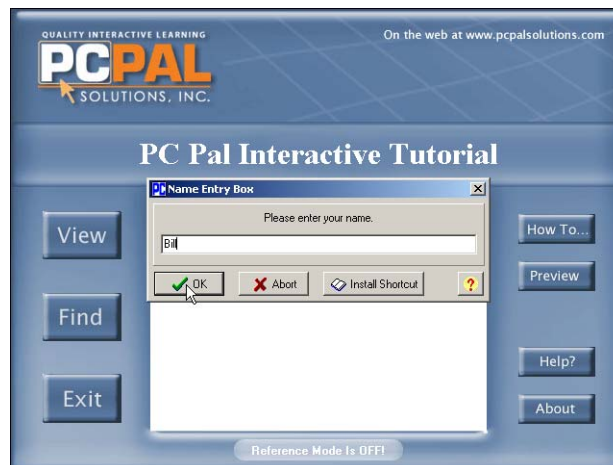 QUALITY INTERACTIVE LEARNING
On the web at www.pcpalsolutions.com
PCPAL
SOLUTIONS, INC.
PC Pal Interactive Tutorial
PC Name Entry Box
Please enter your name.
Bill
OK Abort Install Shortcut ?
View
Find
Exit
How To...
Preview
Help?
About
Reference Mode Is OFF!